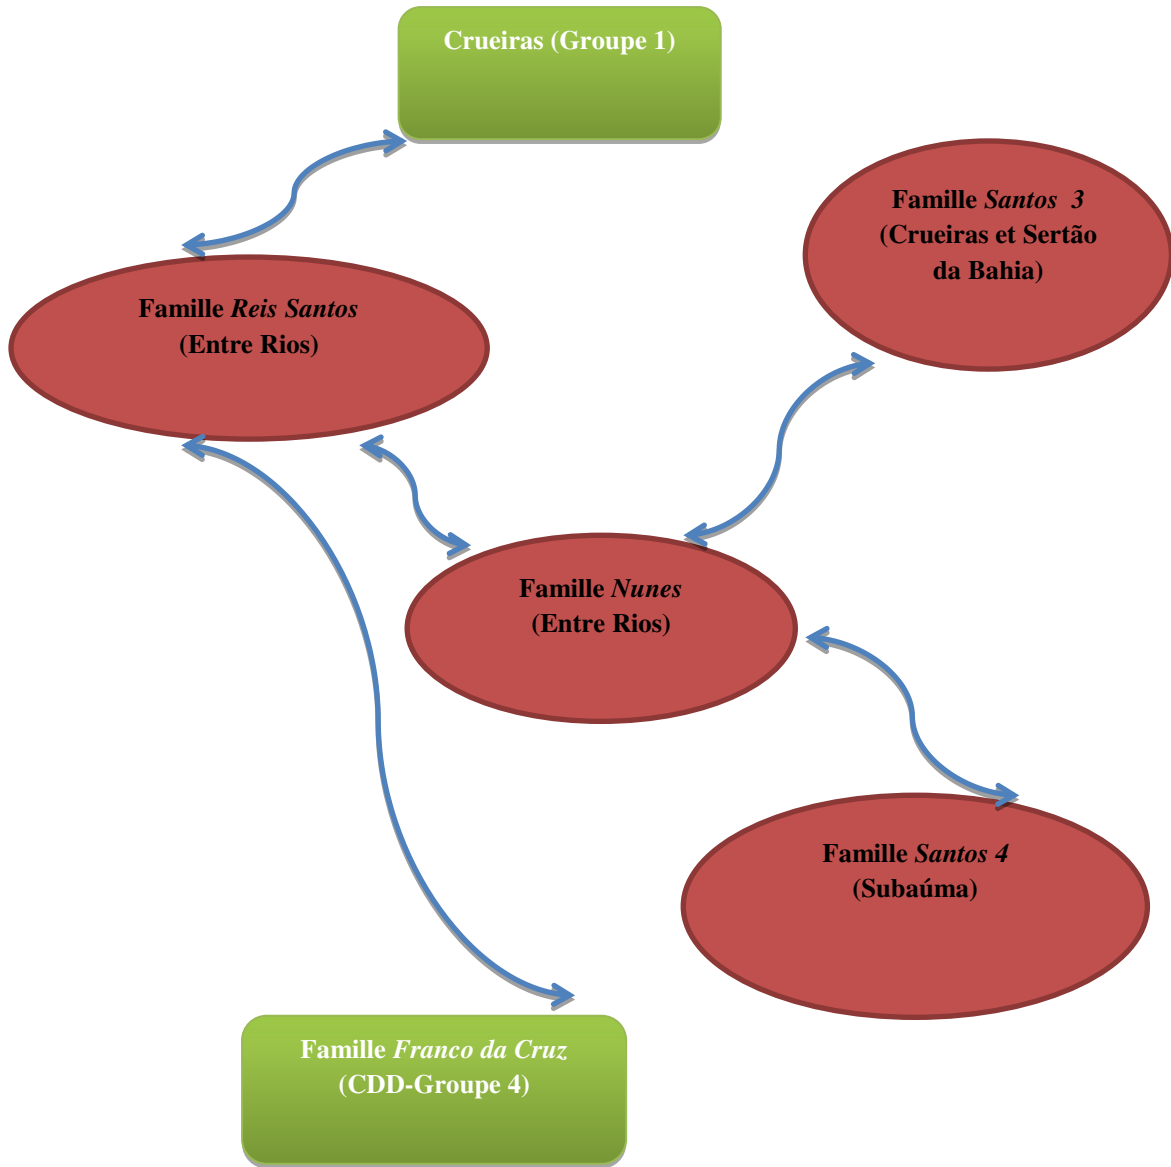 Crueiras (Groupe 1)
Famille Santos 3
(Crueiras et Sertão
da Bahia)
Famille Reis Santos
(Entre Rios)
Famille Nunes
(Entre Rios)
Famille Santos 4
(Subaúma)
Famille Franco da Cruz
(CDD-Groupe 4)